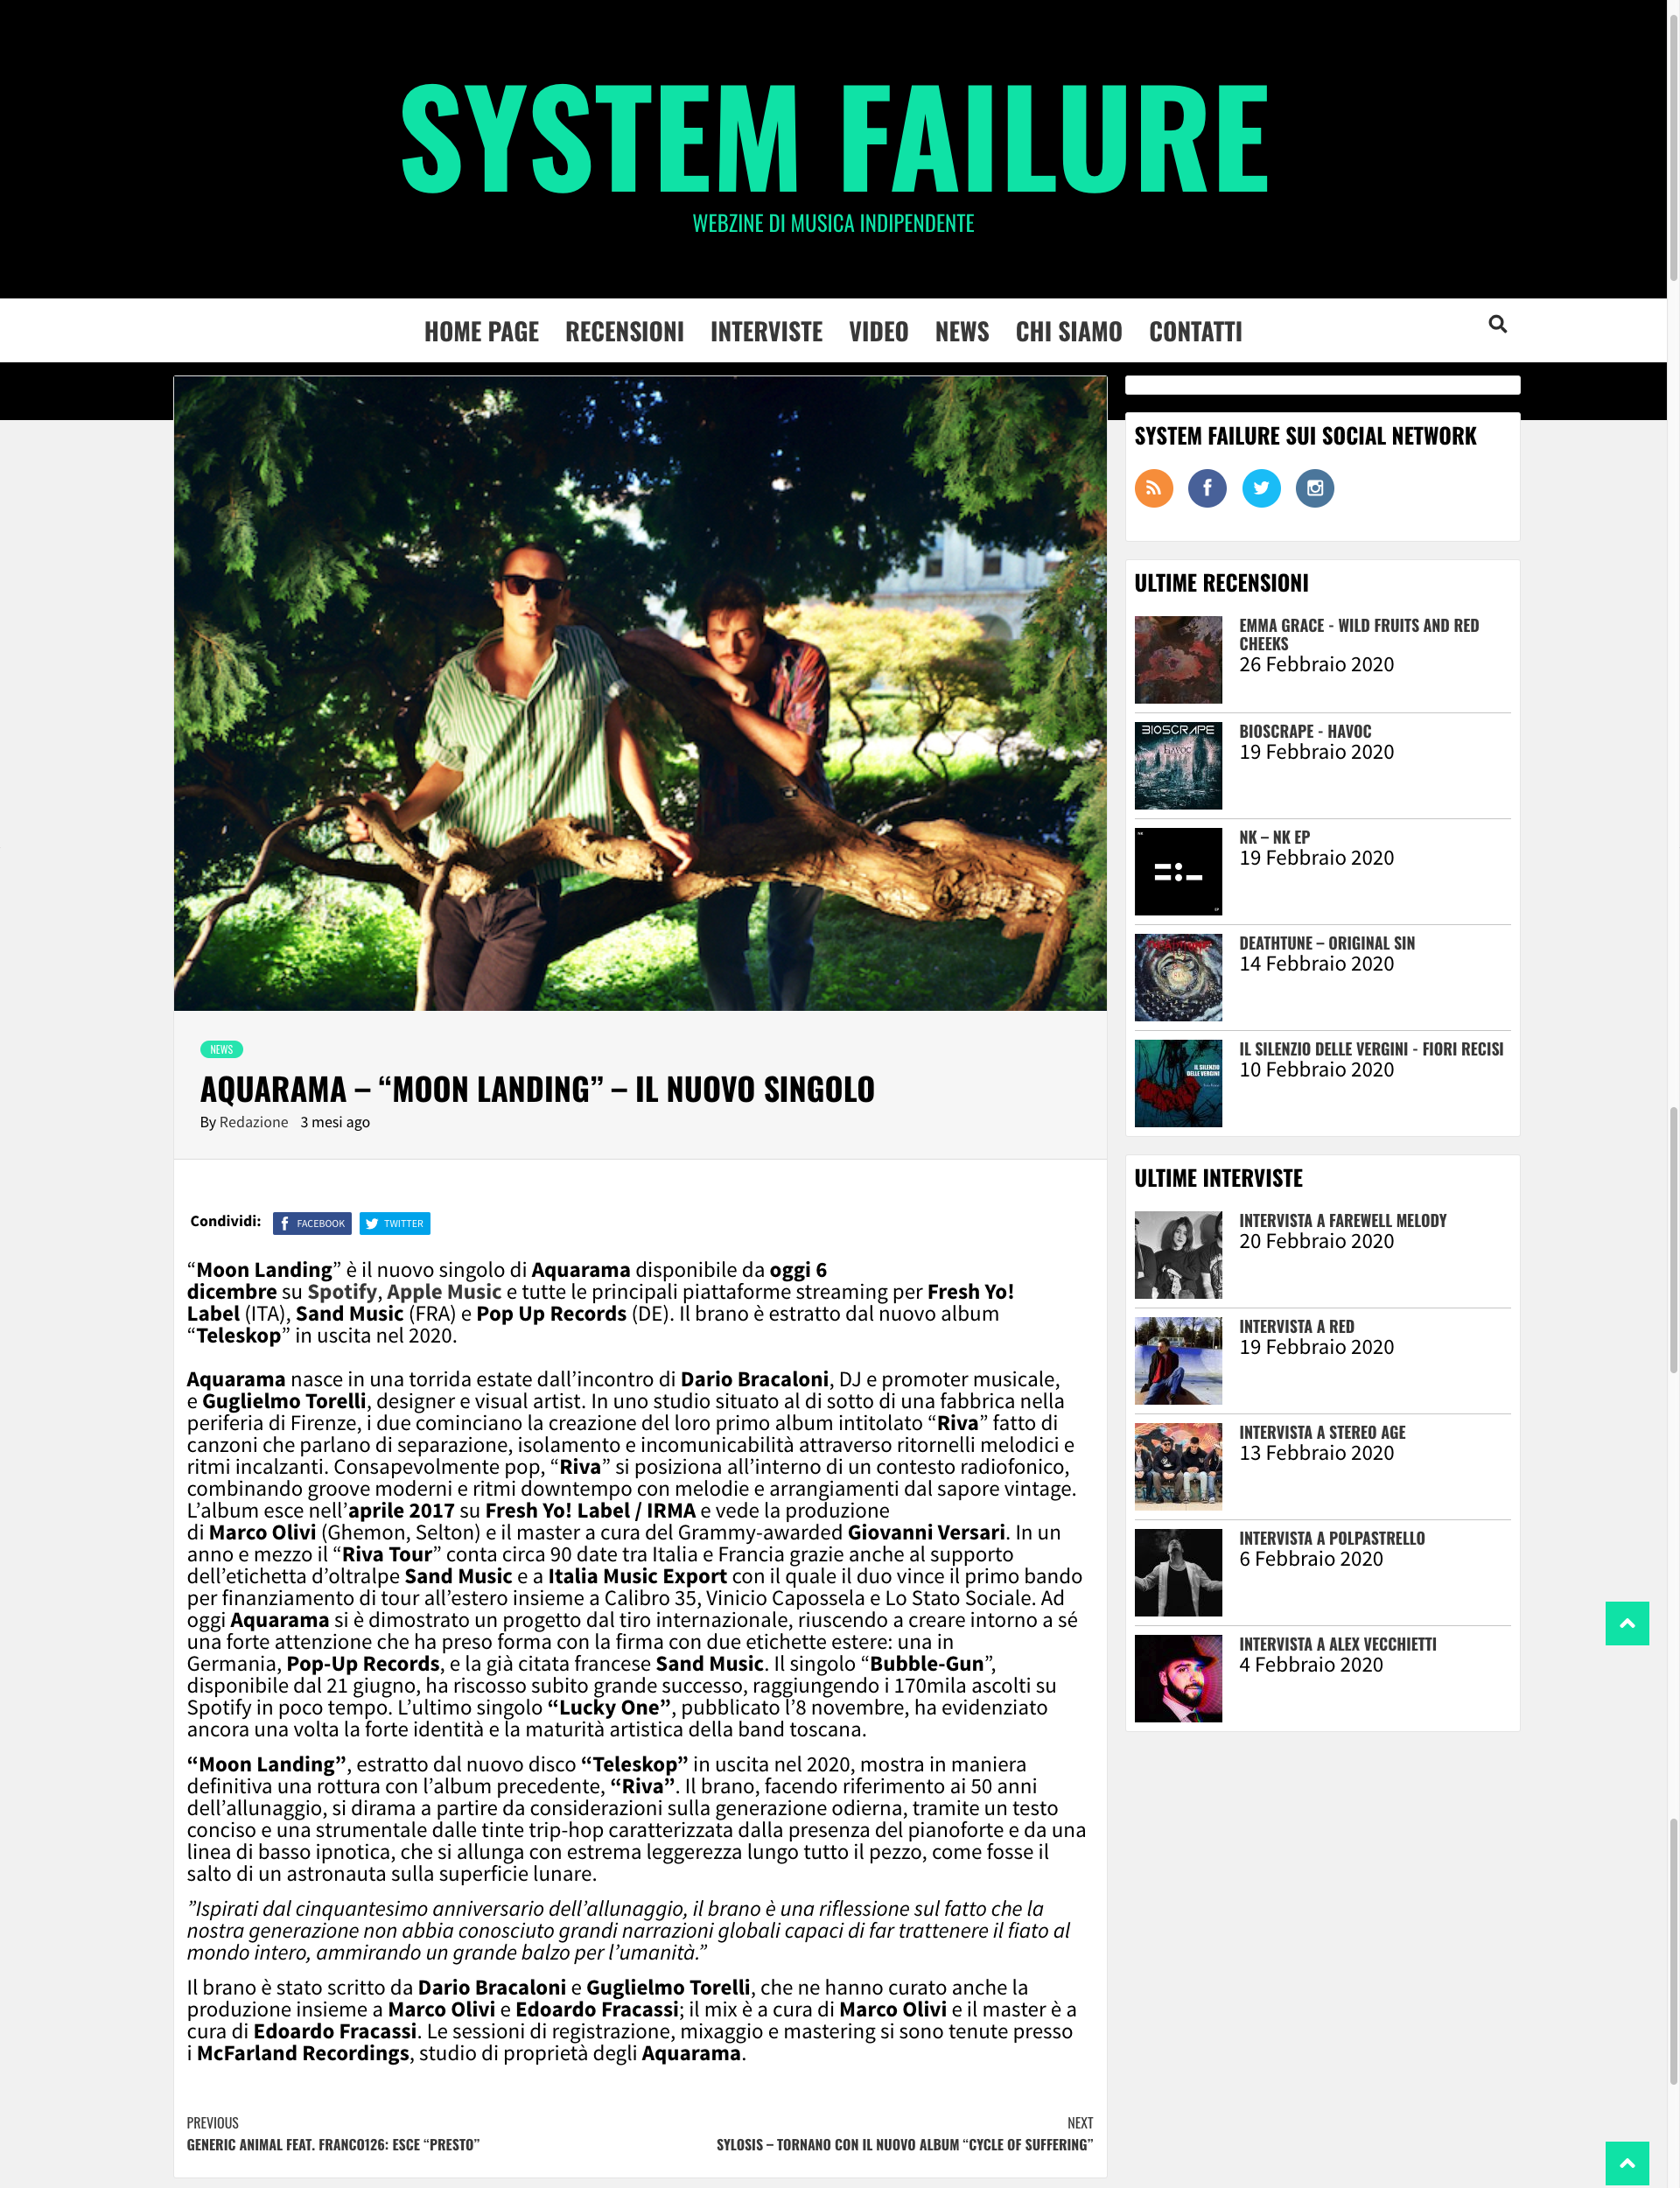 SYSTEM FAILURE
WEBZINE DI MUSICA INDIPENDENTE
HOME PAGE RECENSIONI INTERVISTE VIDEO NEWS CHI SIAMO CONTATTI
NEWS
AQUARAMA – “MOON LANDING” – IL NUOVO SINGOLO
By Redazione 3 mesi ago
Condividi: FACEBOOK TWITTER
“Moon Landing” è il nuovo singolo di Aquarama disponibile da oggi 6
dicembre su Spotify, Apple Music e tutte le principali piattaforme streaming per Fresh Yo!
Label (ITA), Sand Music (FRA) e Pop Up Records (DE). Il brano è estratto dal nuovo album
“Teleskop” in uscita nel 2020.
Aquarama nasce in una torrida estate dall’incontro di Dario Bracaloni, DJ e promoter musicale,
e Guglielmo Torelli, designer e visual artist. In uno studio situato al di sotto di una fabbrica nella
periferia di Firenze, i due cominciano la creazione del loro primo album intitolato “Riva” fatto di
canzoni che parlano di separazione, isolamento e incomunicabilità attraverso ritornelli melodici e
ritmi incalzanti. Consapevolmente pop, “Riva” si posiziona all’interno di un contesto radiofonico,
combinando groove moderni e ritmi downtempo con melodie e arrangiamenti dal sapore vintage.
L’album esce nell’aprile 2017 su Fresh Yo! Label / IRMA e vede la produzione
di Marco Olivi (Ghemon, Selton) e il master a cura del Grammy-awarded Giovanni Versari. In un
anno e mezzo il “Riva Tour” conta circa 90 date tra Italia e Francia grazie anche al supporto
dell’etichetta d’oltralpe Sand Music e a Italia Music Export con il quale il duo vince il primo bando
per finanziamento di tour all’estero insieme a Calibro 35, Vinicio Capossela e Lo Stato Sociale. Ad
oggi Aquarama si è dimostrato un progetto dal tiro internazionale, riuscendo a creare intorno a sé
una forte attenzione che ha preso forma con la firma con due etichette estere: una in
Germania, Pop-Up Records, e la già citata francese Sand Music. Il singolo “Bubble-Gun”,
disponibile dal 21 giugno, ha riscosso subito grande successo, raggiungendo i 170mila ascolti su
Spotify in poco tempo. L’ultimo singolo “Lucky One”, pubblicato l’8 novembre, ha evidenziato
ancora una volta la forte identità e la maturità artistica della band toscana.
“Moon Landing”, estratto dal nuovo disco “Teleskop” in uscita nel 2020, mostra in maniera
definitiva una rottura con l’album precedente, “Riva”. Il brano, facendo riferimento ai 50 anni
dell’allunaggio, si dirama a partire da considerazioni sulla generazione odierna, tramite un testo
conciso e una strumentale dalle tinte trip-hop caratterizzata dalla presenza del pianoforte e da una
linea di basso ipnotica, che si allunga con estrema leggerezza lungo tutto il pezzo, come fosse il
salto di un astronauta sulla superficie lunare.
”Ispirati dal cinquantesimo anniversario dell’allunaggio, il brano è una riflessione sul fatto che la
nostra generazione non abbia conosciuto grandi narrazioni globali capaci di far trattenere il fiato al
mondo intero, ammirando un grande balzo per l’umanità.”
Il brano è stato scritto da Dario Bracaloni e Guglielmo Torelli, che ne hanno curato anche la
produzione insieme a Marco Olivi e Edoardo Fracassi; il mix è a cura di Marco Olivi e il master è a
cura di Edoardo Fracassi. Le sessioni di registrazione, mixaggio e mastering si sono tenute presso
i McFarland Recordings, studio di proprietà degli Aquarama.
PREVIOUS
GENERIC ANIMAL FEAT. FRANCO126: ESCE “PRESTO”
NEXT
SYLOSIS – TORNANO CON IL NUOVO ALBUM “CYCLE OF SUFFERING”
SYSTEM FAILURE SUI SOCIAL NETWORK
ULTIME RECENSIONI
EMMA GRACE - WILD FRUITS AND RED
CHEEKS
26 Febbraio 2020
BIOSCRAPE
HAVOC
BIOSCRAPE - HAVOC
19 Febbraio 2020
NK – NK EP
19 Febbraio 2020
DEATHTUNE – ORIGINAL SIN
14 Febbraio 2020
IL SILENZIO
DELLE VERGINI
IL SILENZIO DELLE VERGINI - FIORI RECISI
10 Febbraio 2020
ULTIME INTERVISTE
INTERVISTA A FAREWELL MELODY
20 Febbraio 2020
INTERVISTA A RED
19 Febbraio 2020
INTERVISTA A STEREO AGE
13 Febbraio 2020
INTERVISTA A POLPASTRELLO
6 Febbraio 2020
INTERVISTA A ALEX VECCHIETTI
4 Febbraio 2020